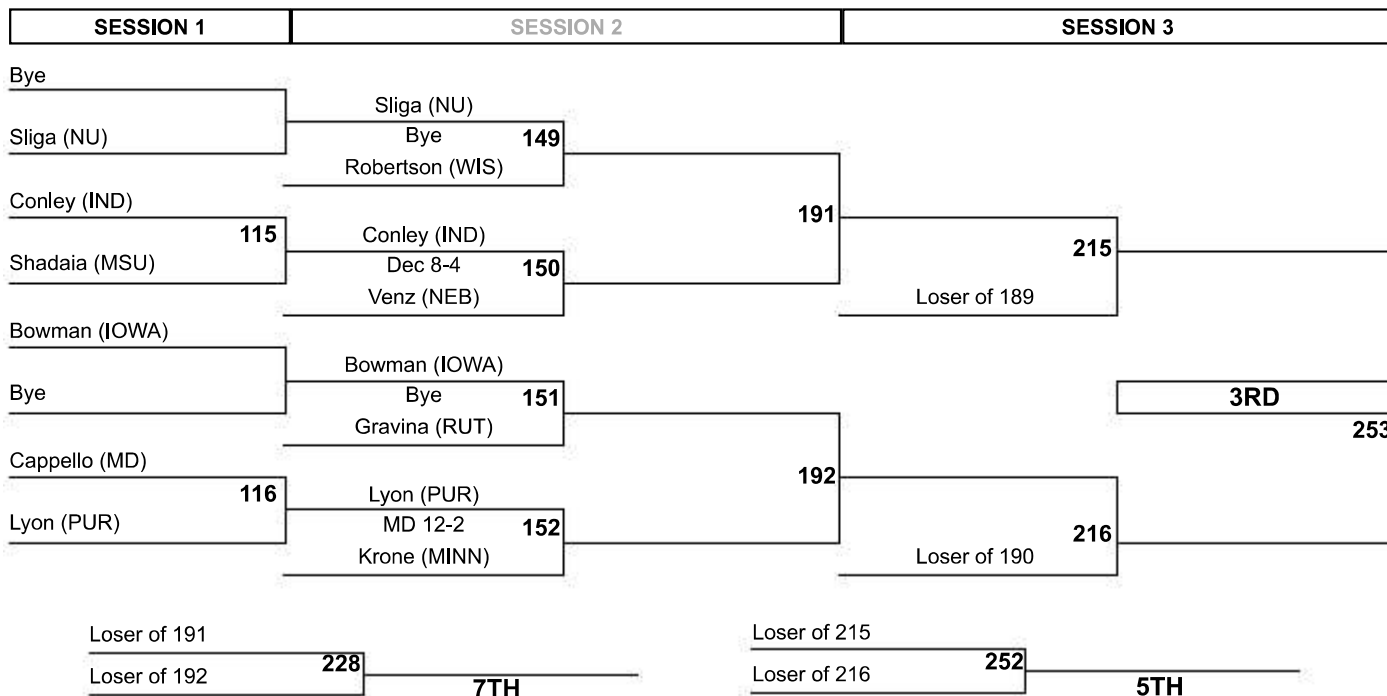 SESSION 1
SESSION 2
SESSION 3
Bye
Sliga (NU)
Sliga (NU)
Bye
149
Robertson (WIS)
Conley (IND)
115
Shadaia (MSU)
Conley (IND)
Dec 8-4
150
Venz (NEB)
191
215
Loser of 189
Bowman (IOWA)
Bye
Bowman (IOWA)
Bye
151
Gravina (RUT)
3RD
253
Cappello (MD)
116
Lyon (PUR)
Lyon (PUR)
MD 12-2
152
Krone (MINN)
192
216
Loser of 190
Loser of 191
228
Loser of 192
7TH
Loser of 215
252
Loser of 216
5TH